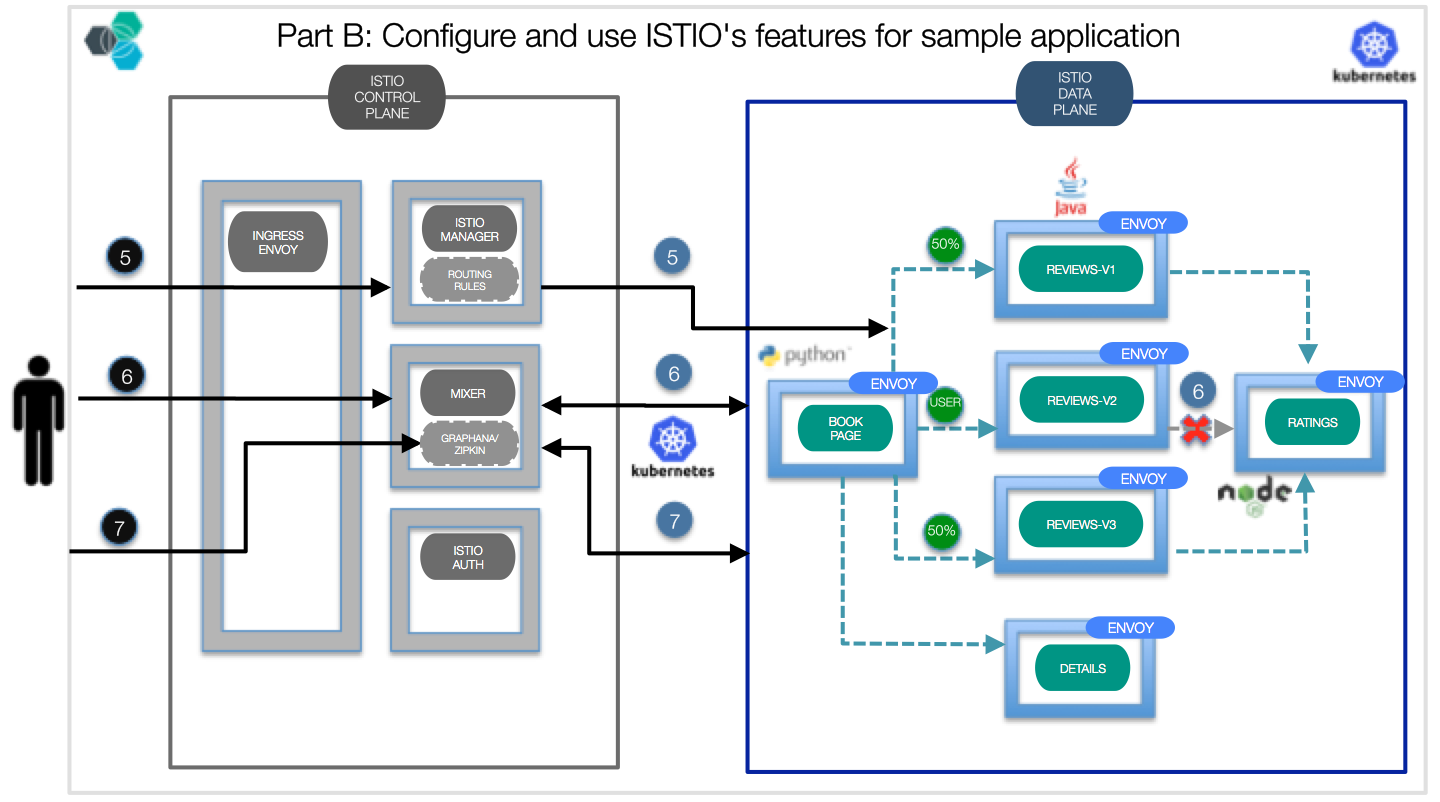 Part B: Configure and use ISTIO's features for sample application
kubernetes
ISTIO
CONTROL
PLANE
ISTIO
DATA
PLANE
INGRESS
ENVOY
ISTIO
MANAGER
ROUTING
RULES
MIXER
GRAPHANA/
ZIPKIN
ISTIO
AUTH
5
6
7
5
6
kubernetes
7
Java
python
ENVOY
BOOK
PAGE
50%
USER
50%
ENVOY
REVIEWS-V1
ENVOY
REVIEWS-V2
6
ENVOY
REVIEWS-V3
ENVOY
RATINGS
node
JS
ENVOY
DETAILS